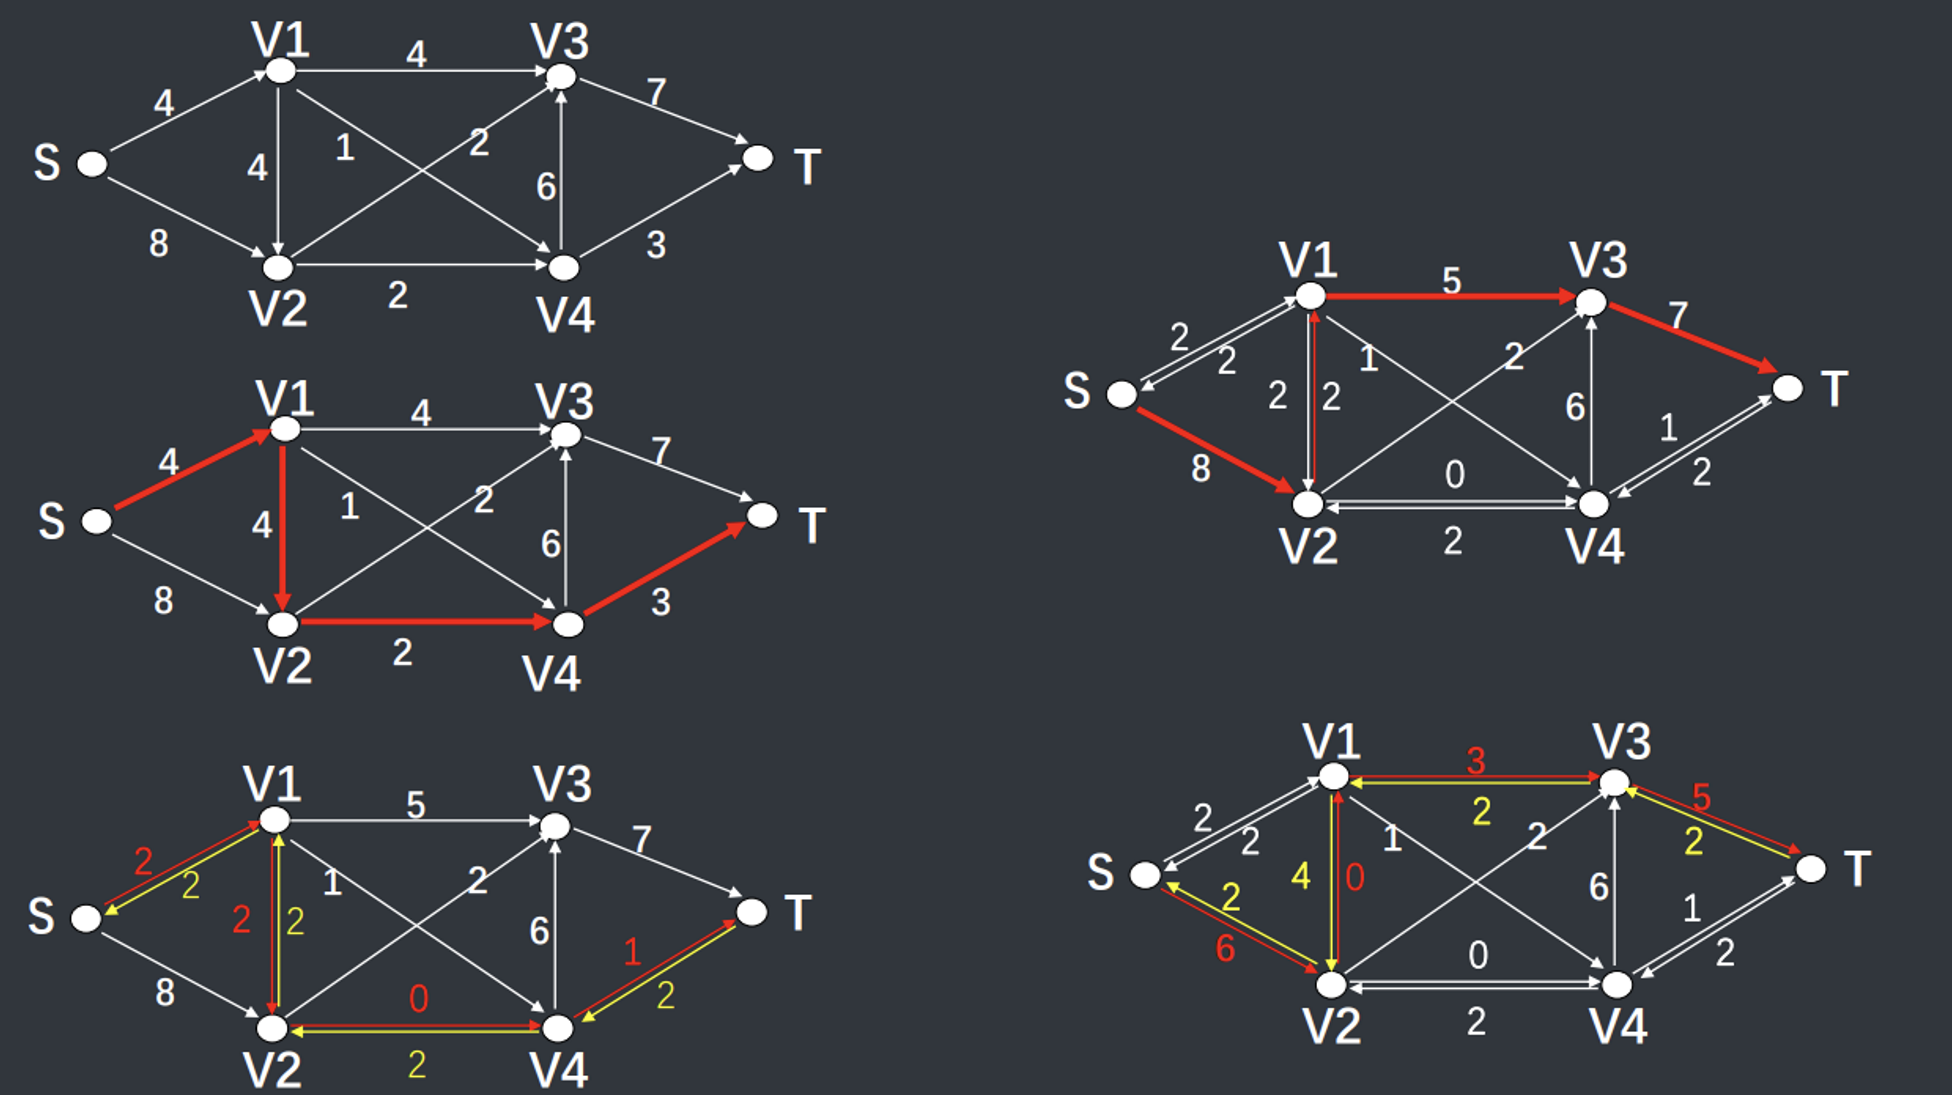 V1 4 V3
4 7
S 4 1 2 6 T
8 3
V2 2 V4
V1 4 V3
4 7
S 4 1 2 6 T
8 3
V2 2 V4
V1 5 V3
2 2 7
S 2 2 1 2 6 T
8 0 1 2
V2 2 V4
V1 5 V3
2 2 7
S 2 2 1 2 6 T
8 0 1 2
V2 2 V4
V1 3 V3
2 2 2 5 2
S 4 0 1 2 6 T
2 6 0 1 2
V2 2 V4